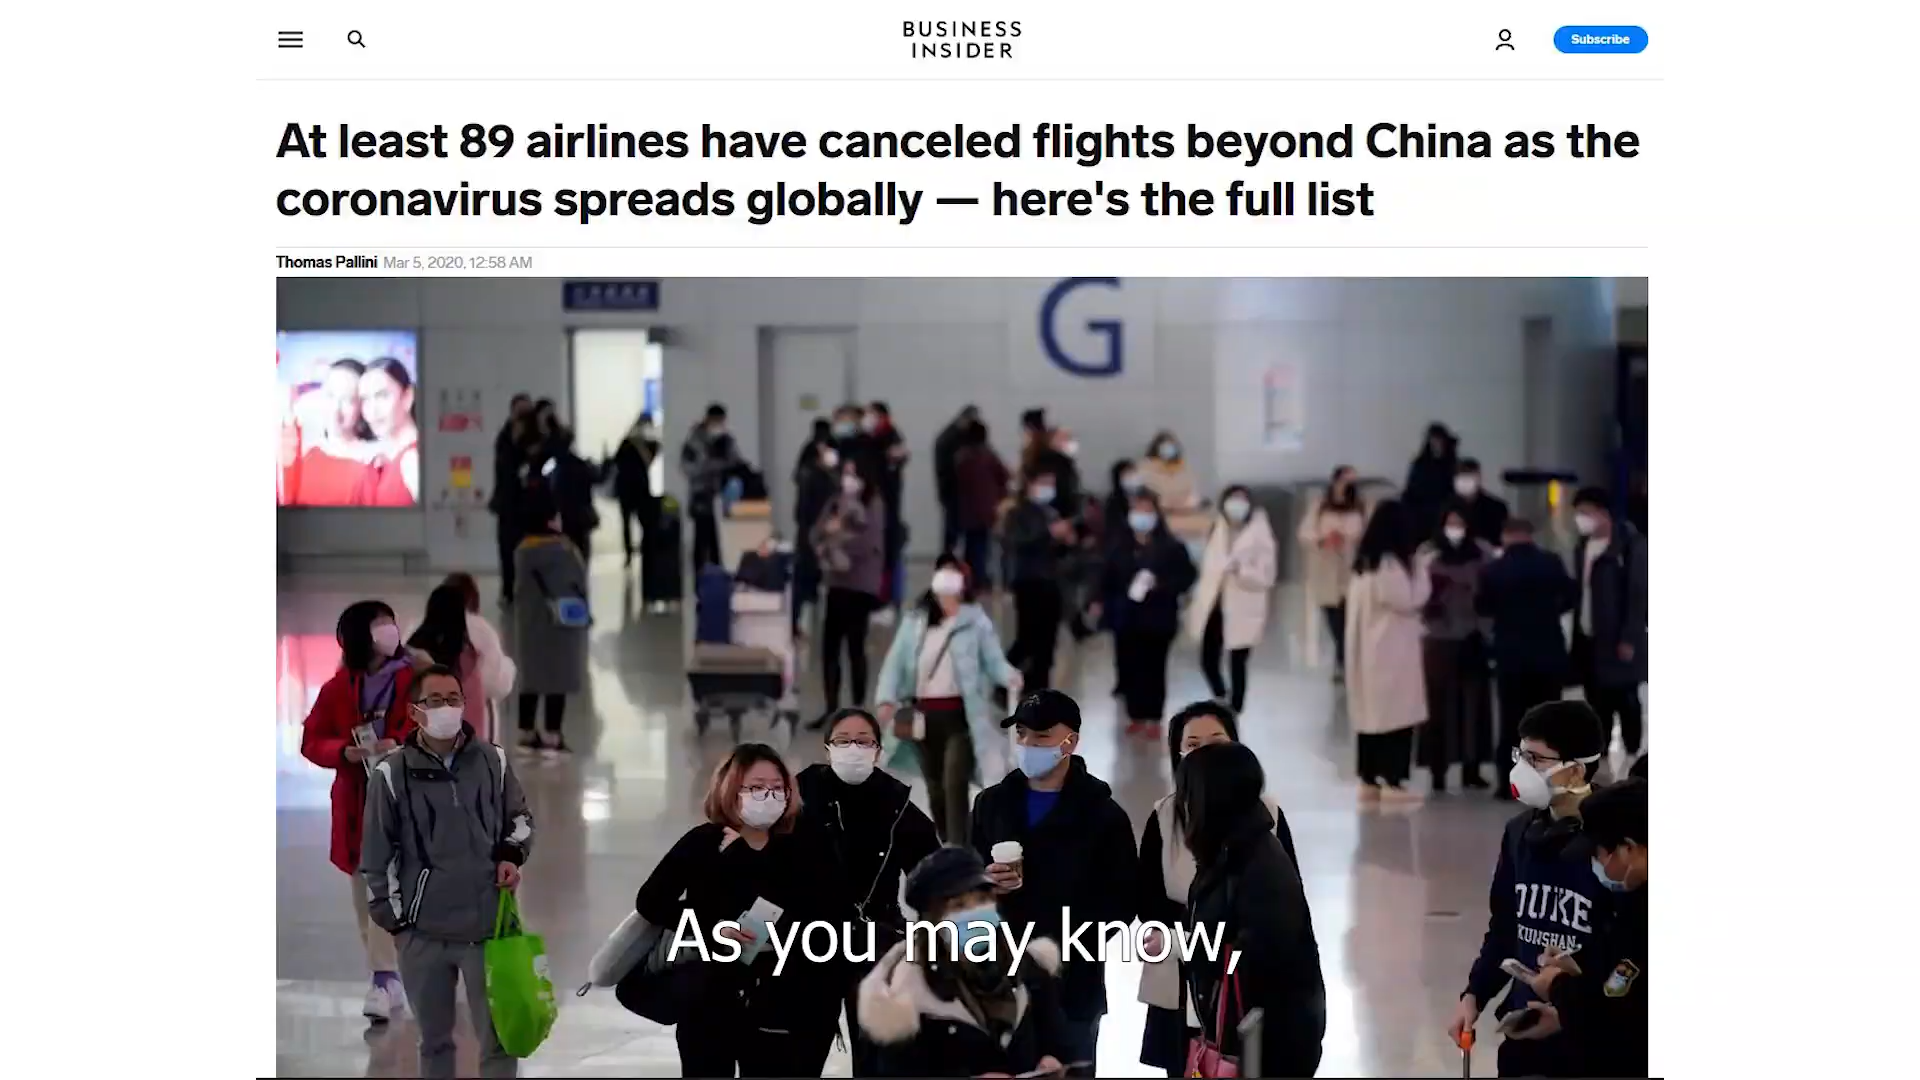 BUSINESS
INSIDER
Subscribe
At least 89 airlines have canceled flights beyond China as the
coronavirus spreads globally — here's the full list
Thomas Pallini Mar 5, 2020, 12:58 AM
G
DUKE
KUNSHAN
As you may know,